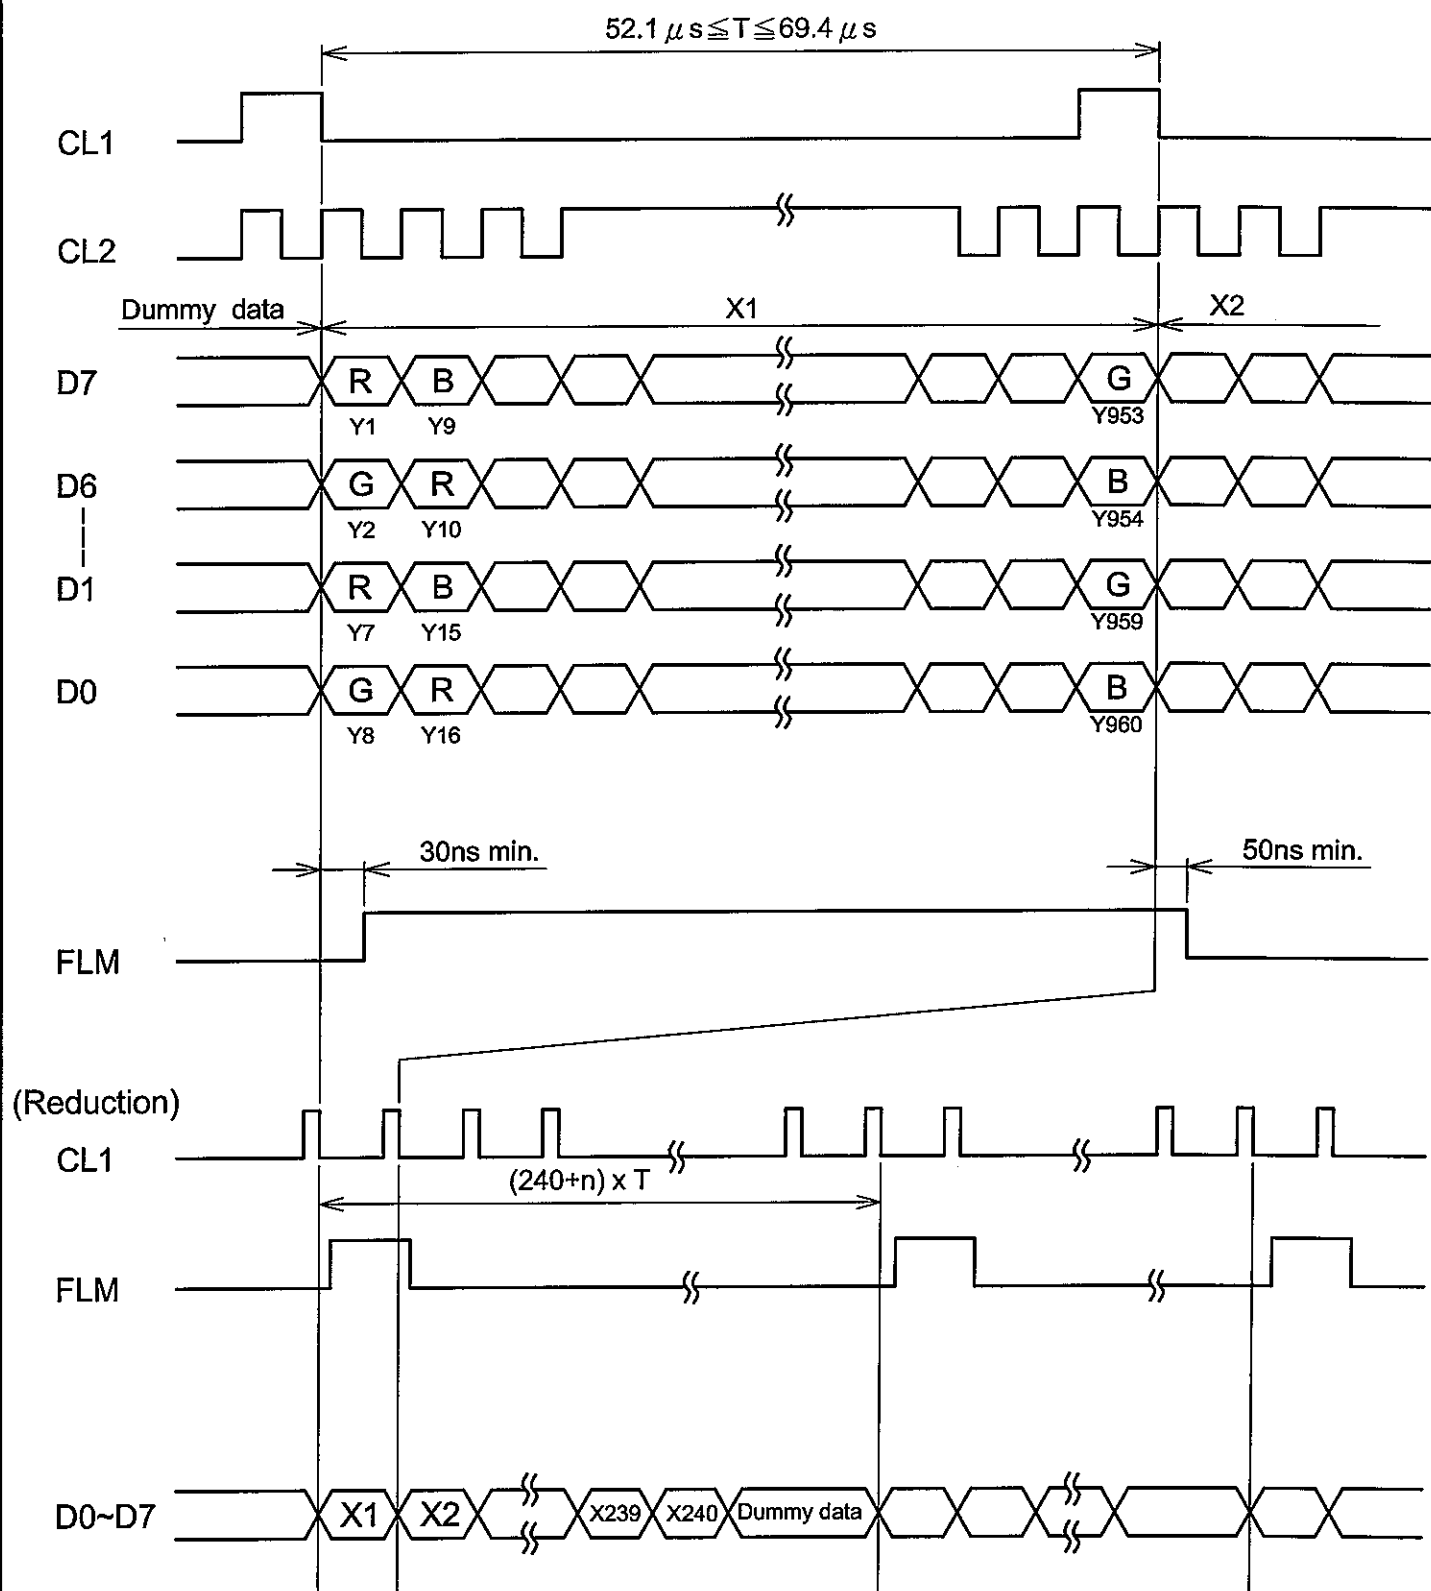 52.1 μs≦T≦69.4 μs
CL1
CL2
Dummy data X1 X2
D7 R B G
Y1 Y9 Y953
D6 G R B
Y2 Y10 Y954
D1 R B G
Y7 Y15 Y959
D0 G R B
Y8 Y16 Y960
30ns min. 50ns min.
FLM
(Reduction)
CL1
(240+n) x T
FLM
D0~D7 X1 X2 X239 X240 Dummy data